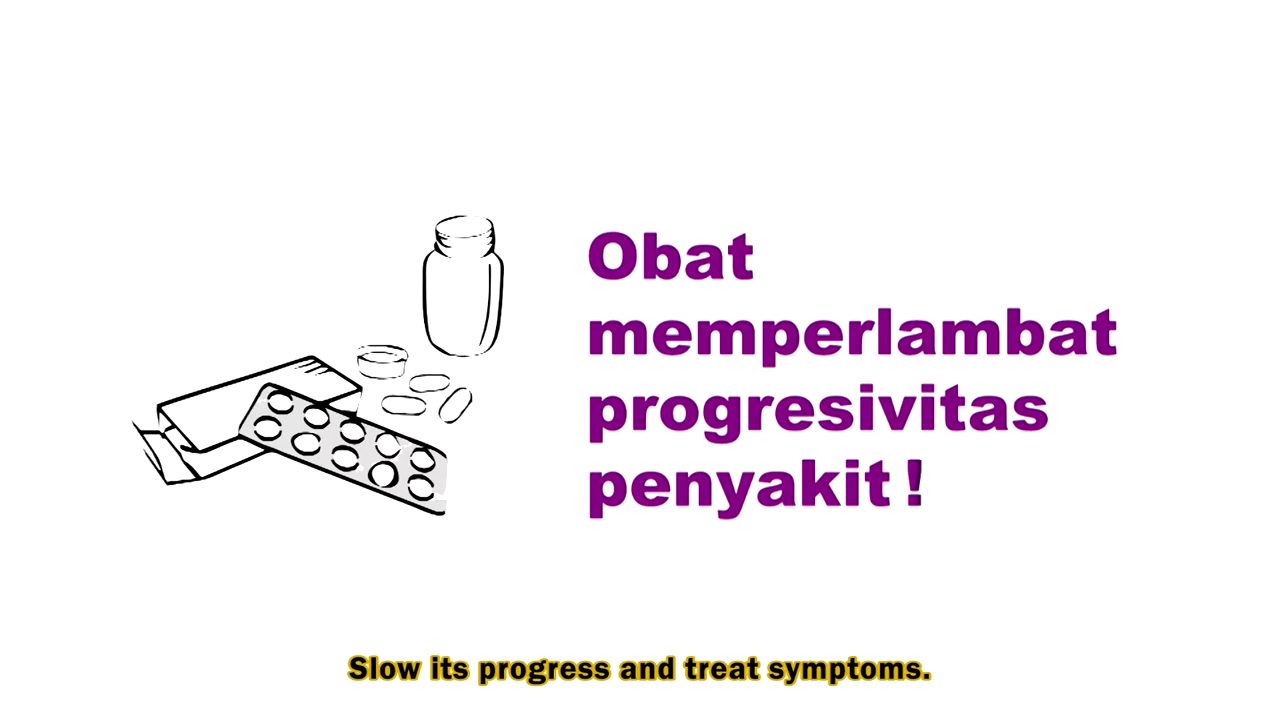 Obat
memperlambat
progresivitas
penyakit !
Slow its progress and treat symptoms.